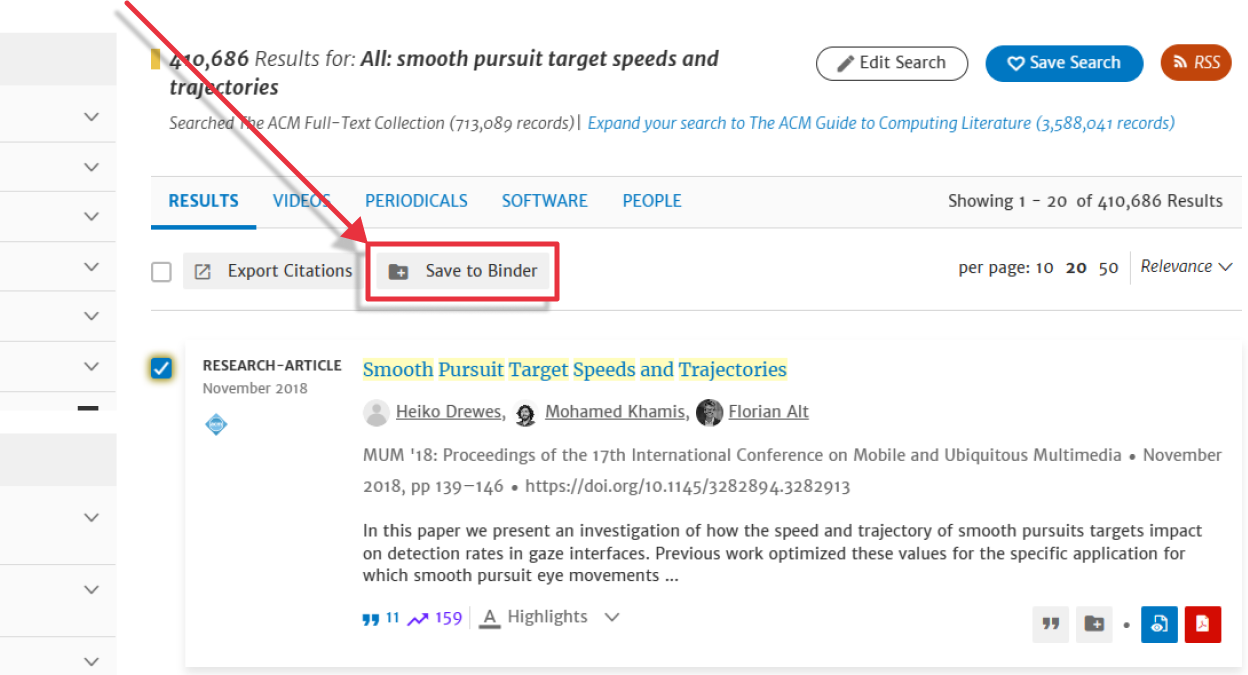 410,686 Results for: All: smooth pursuit target speeds and
trajectories
Edit Search
Save Search
RSS
Searched The ACM Full-Text Collection (713,089 records)| Expand your search to The ACM Guide to Computing Literature (3,588,041 records)
RESULTS VIDEOS PERIODICALS SOFTWARE PEOPLE
Showing 1 - 20 of 410,686 Results
Export Citations
Save to Binder
per page: 10 20 50
Relevance
RESEARCH-ARTICLE
November 2018
Smooth Pursuit Target Speeds and Trajectories
Heiko Drewes, Mohamed Khamis, Florian Alt
MUM '18: Proceedings of the 17th International Conference on Mobile and Ubiquitous Multimedia • November
2018, pp 139–146 • https://doi.org/10.1145/3282894.3282913
In this paper we present an investigation of how the speed and trajectory of smooth pursuits targets impact
on detection rates in gaze interfaces. Previous work optimized these values for the specific application for
which smooth pursuit eye movements ...
11 159 A Highlights